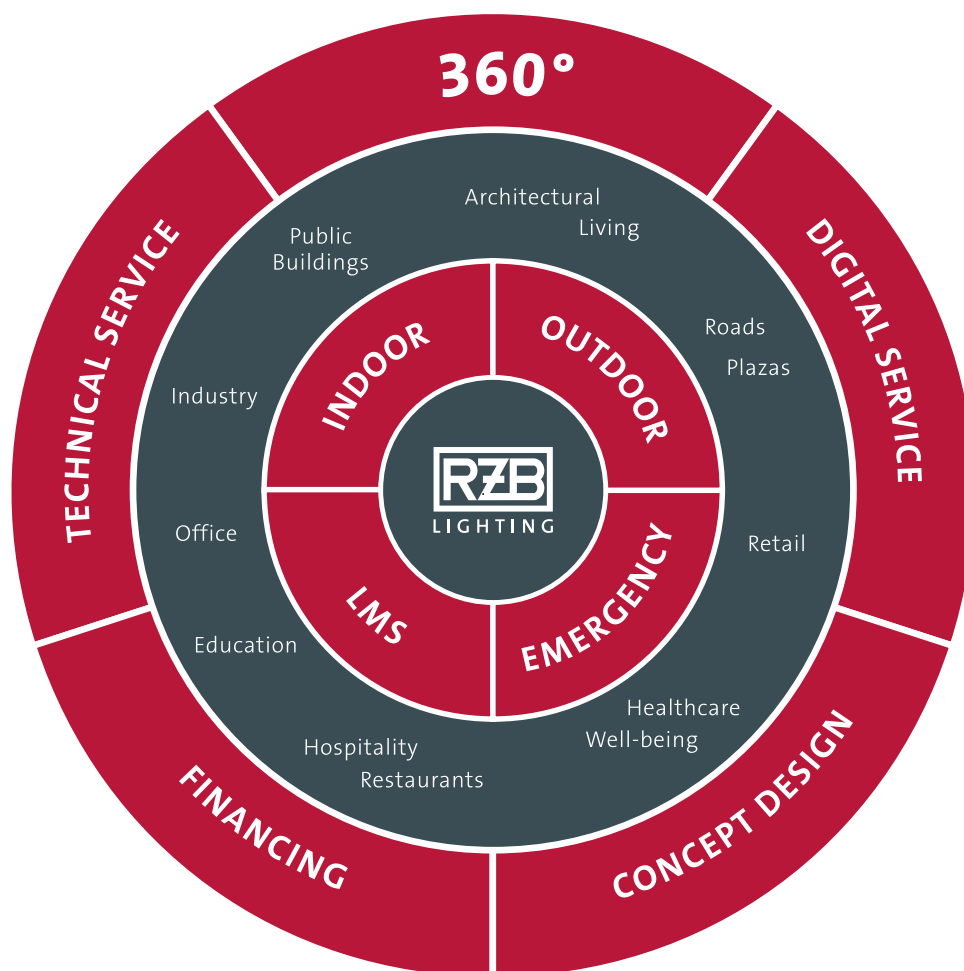 360°
TECHNICAL SERVICE
DIGITAL SERVICE
FINANCING
CONCEPT DESIGN
Architectural
Living
Public
Buildings
Roads
Plazas
Industry
Office
Retail
Education
Healthcare
Well-being
Hospitality
Restaurants
INDOOR
OUTDOOR
LMS
EMERGENCY
RZB
LIGHTING